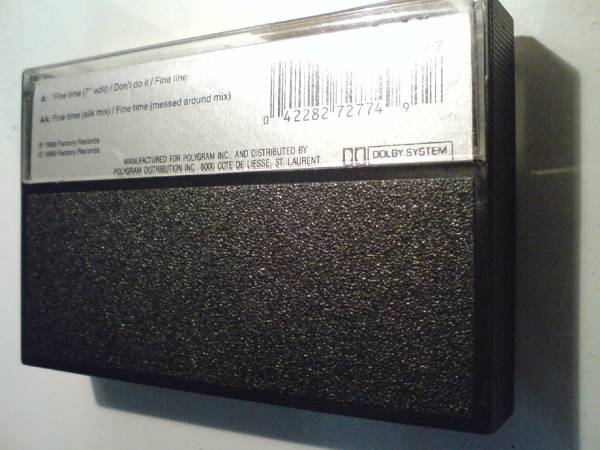 7
A: Fine time (7" edit) / Don't do it / Fine line
AA: Fine time (silk mix) / Fine time (messed around mix)
0 42282 72774 9
℗ 1988 Factory Records
© 1988 Factory Records
MANUFACTURED FOR POLYGRAM INC. AND DISTRIBUTED BY
POLYGRAM DISTRIBUTION INC. 6000 COTE DE LIESSE, ST. LAURENT
DOLBY SYSTEM